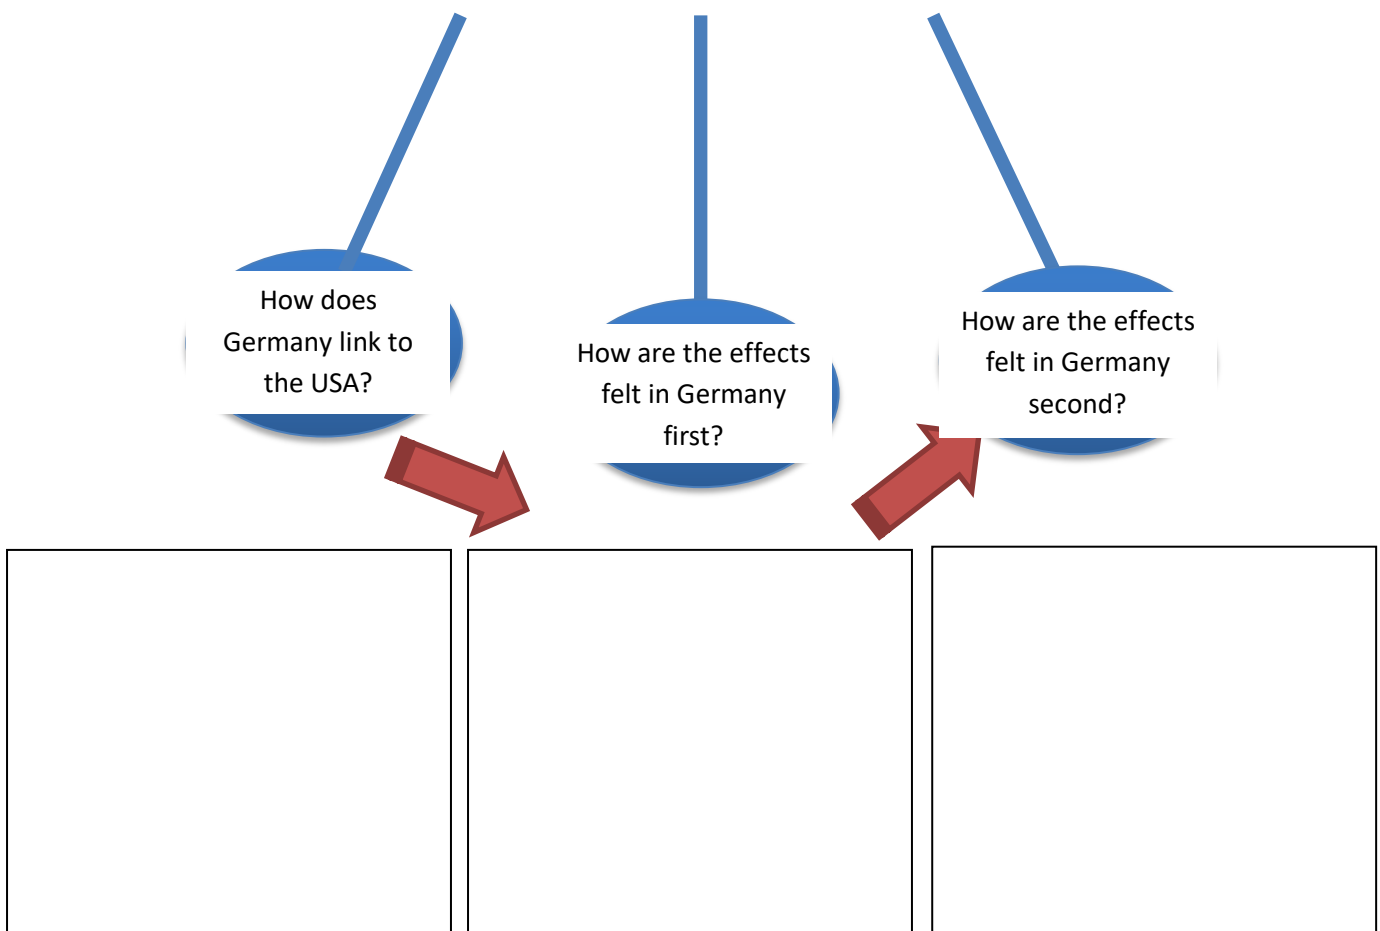 How does
Germany link to
the USA?
How are the effects
felt in Germany
first?
How are the effects
felt in Germany
second?